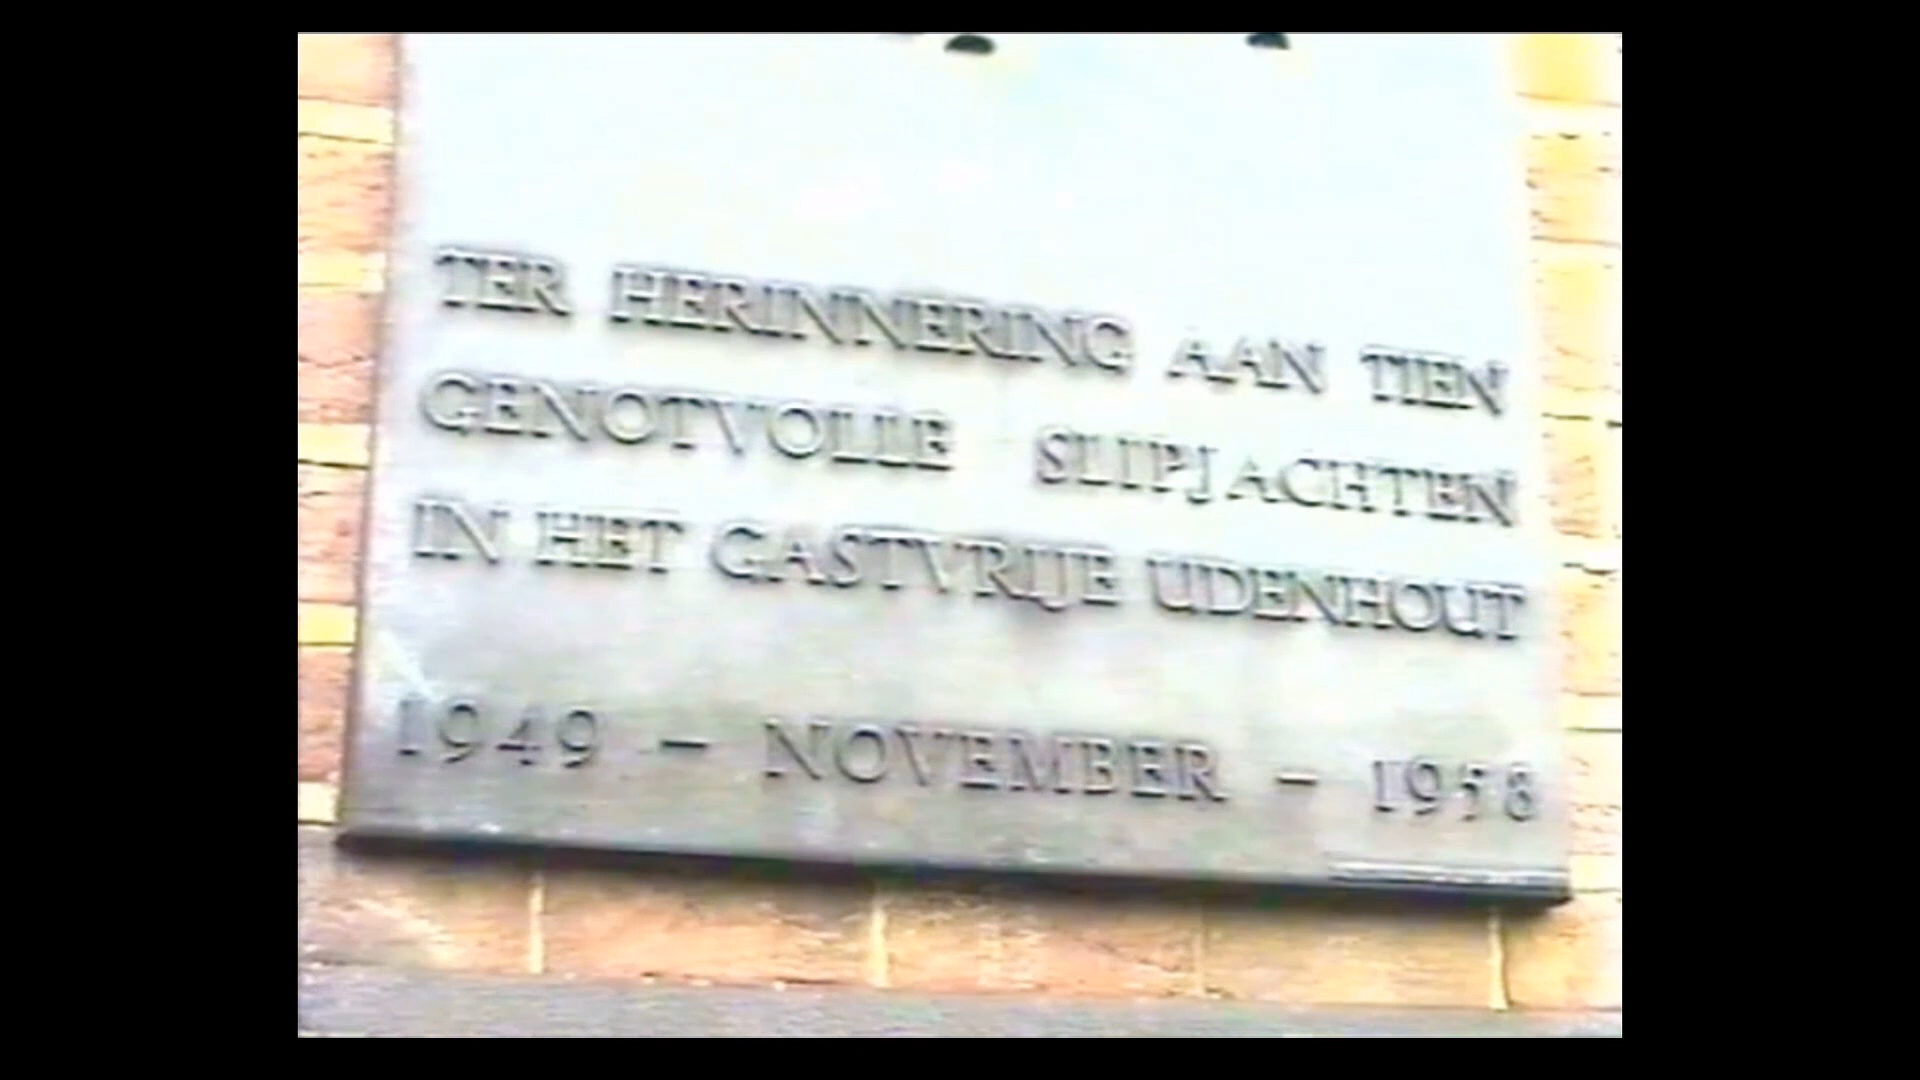 TER HERINNERING AAN TIEN
GENOTVOLLE SLIPJACHTEN
IN HET GASTVRIJE UDENHOUT
1949 – NOVEMBER – 1958